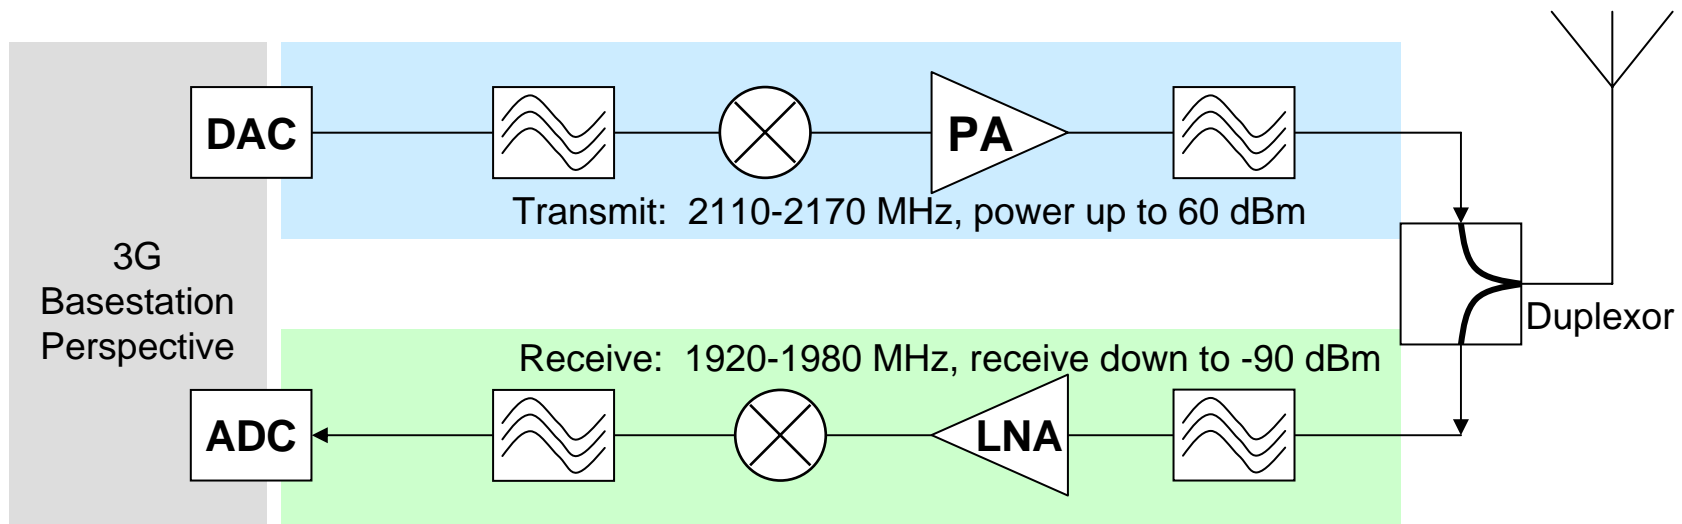 DAC
PA
Transmit:  2110-2170 MHz, power up to 60 dBm
3G
Basestation
Perspective
Duplexor
Receive:  1920-1980 MHz, receive down to -90 dBm
ADC
LNA